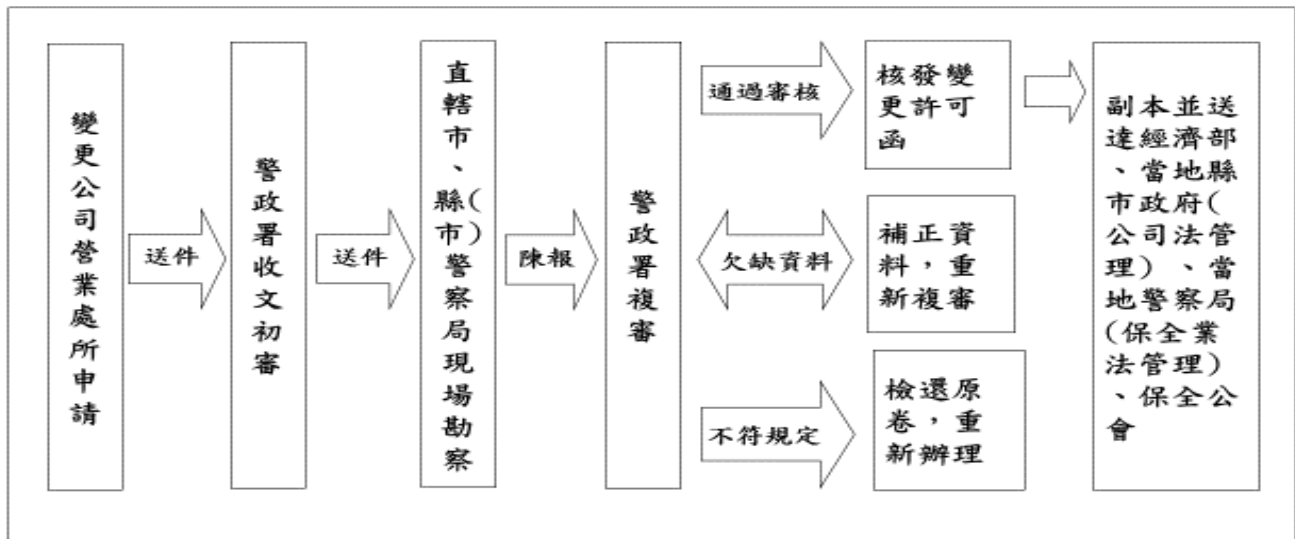 變更公司營業處所申請
送件
警政署收文初審
送件
直轄市、縣(市)警察局現場勘察
陳報
警政署複審
通過審核
核發變
更許可
函
欠缺資料
補正資
料，重
新複審
不符規定
檢還原
卷，重
新辦理
副本並送
達經濟部
、當地縣
市政府(
公司法管
理)、當
地警察局
(保全業
法管理)
、保全公
會